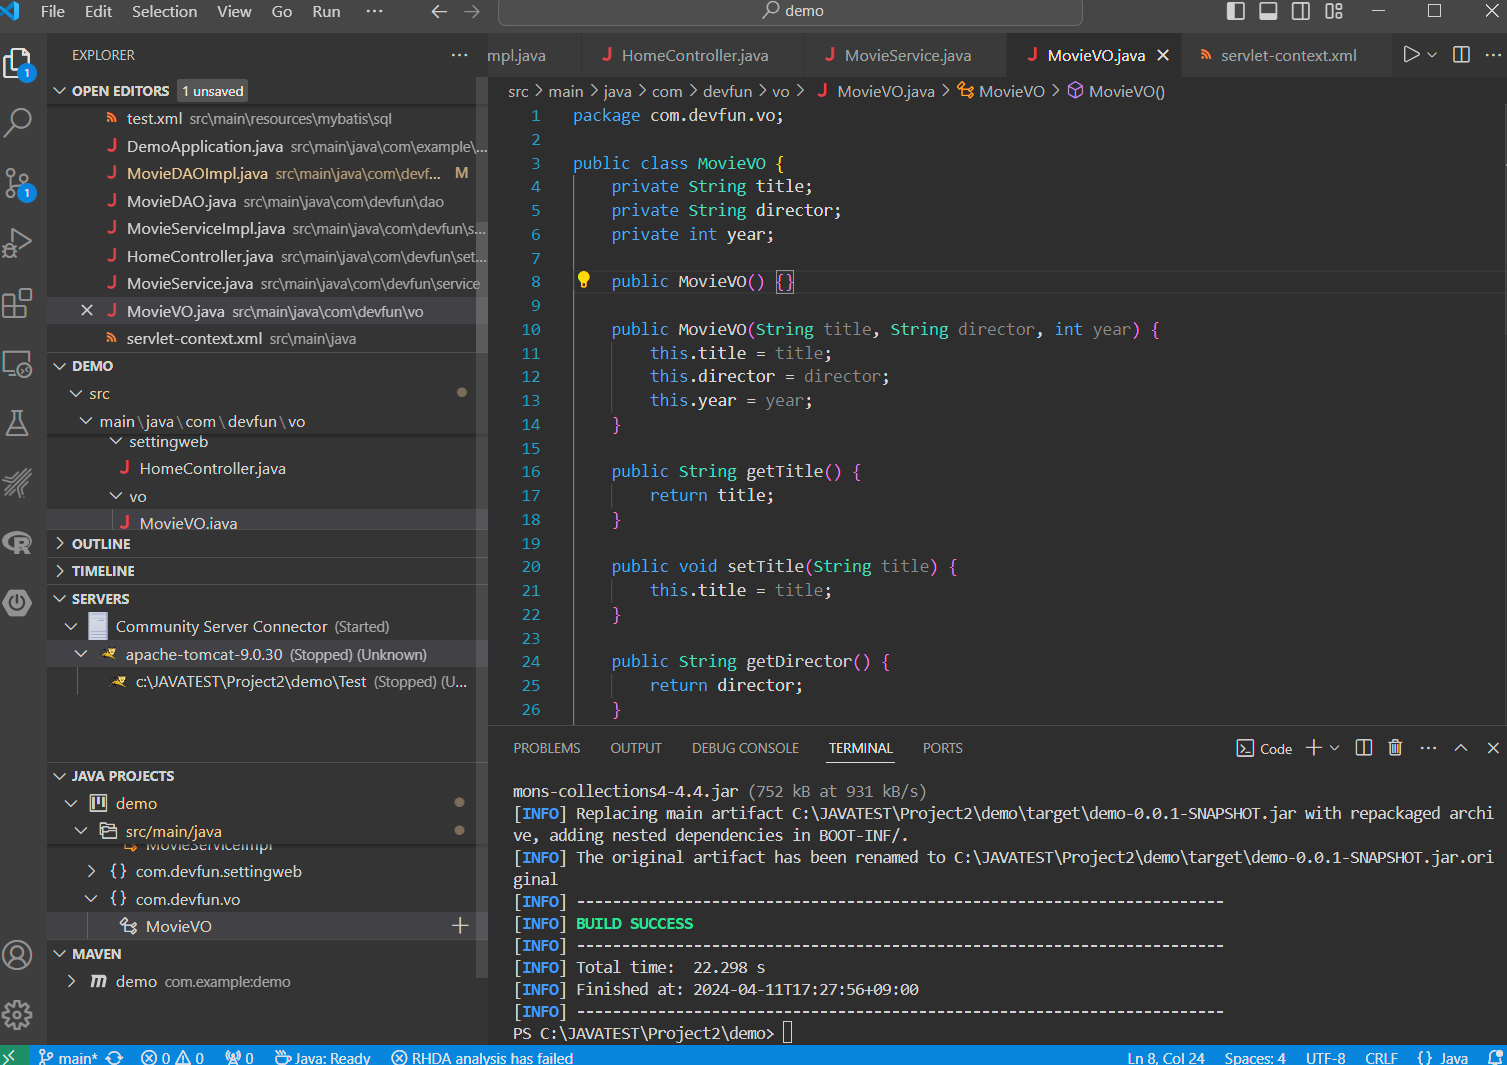 File Edit Selection View Go Run ··· demo
EXPLORER ···
OPEN EDITORS 1 unsaved
test.xml src\main\resources\mybatis\sql
DemoApplication.java src\main\java\com\example\...
MovieDAOImpl.java src\main\java\com\devf... M
MovieDAO.java src\main\java\com\devfun\dao
MovieServiceImpl.java src\main\java\com\devfun\s...
HomeController.java src\main\java\com\devfun\set...
MovieService.java src\main\java\com\devfun\service
MovieVO.java src\main\java\com\devfun\vo
servlet-context.xml src\main\java
DEMO
src
main\java\com\devfun\vo
settingweb
HomeController.java
vo
MovieVO.java
OUTLINE
TIMELINE
SERVERS
Community Server Connector (Started)
apache-tomcat-9.0.30 (Stopped) (Unknown)
c:\JAVATEST\Project2\demo\Test (Stopped) (U...
JAVA PROJECTS
demo
src/main/java
MovieServiceImpl
{} com.devfun.settingweb
{} com.devfun.vo
MovieVO
MAVEN
demo com.example:demo
mpl.java HomeController.java MovieService.java MovieVO.java servlet-context.xml
src > main > java > com > devfun > vo > MovieVO.java > MovieVO > MovieVO()
1 package com.devfun.vo;
2
3 public class MovieVO {
4 private String title;
5 private String director;
6 private int year;
7
8 public MovieVO() {}
9
10 public MovieVO(String title, String director, int year) {
11 this.title = title;
12 this.director = director;
13 this.year = year;
14 }
15
16 public String getTitle() {
17 return title;
18 }
19
20 public void setTitle(String title) {
21 this.title = title;
22 }
23
24 public String getDirector() {
25 return director;
26 }
PROBLEMS OUTPUT DEBUG CONSOLE TERMINAL PORTS Code
mons-collections4-4.4.jar (752 kB at 931 kB/s)
[INFO] Replacing main artifact C:\JAVATEST\Project2\demo\target\demo-0.0.1-SNAPSHOT.jar with repackaged archi
ve, adding nested dependencies in BOOT-INF/.
[INFO] The original artifact has been renamed to C:\JAVATEST\Project2\demo\target\demo-0.0.1-SNAPSHOT.jar.ori
ginal
[INFO] ------------------------------------------------------------------------
[INFO] BUILD SUCCESS
[INFO] ------------------------------------------------------------------------
[INFO] Total time:  22.298 s
[INFO] Finished at: 2024-04-11T17:27:56+09:00
[INFO] ------------------------------------------------------------------------
PS C:\JAVATEST\Project2\demo>
main* 0 0 0 Java: Ready RHDA analysis has failed Ln 8, Col 24 Spaces: 4 UTF-8 CRLF {} Java